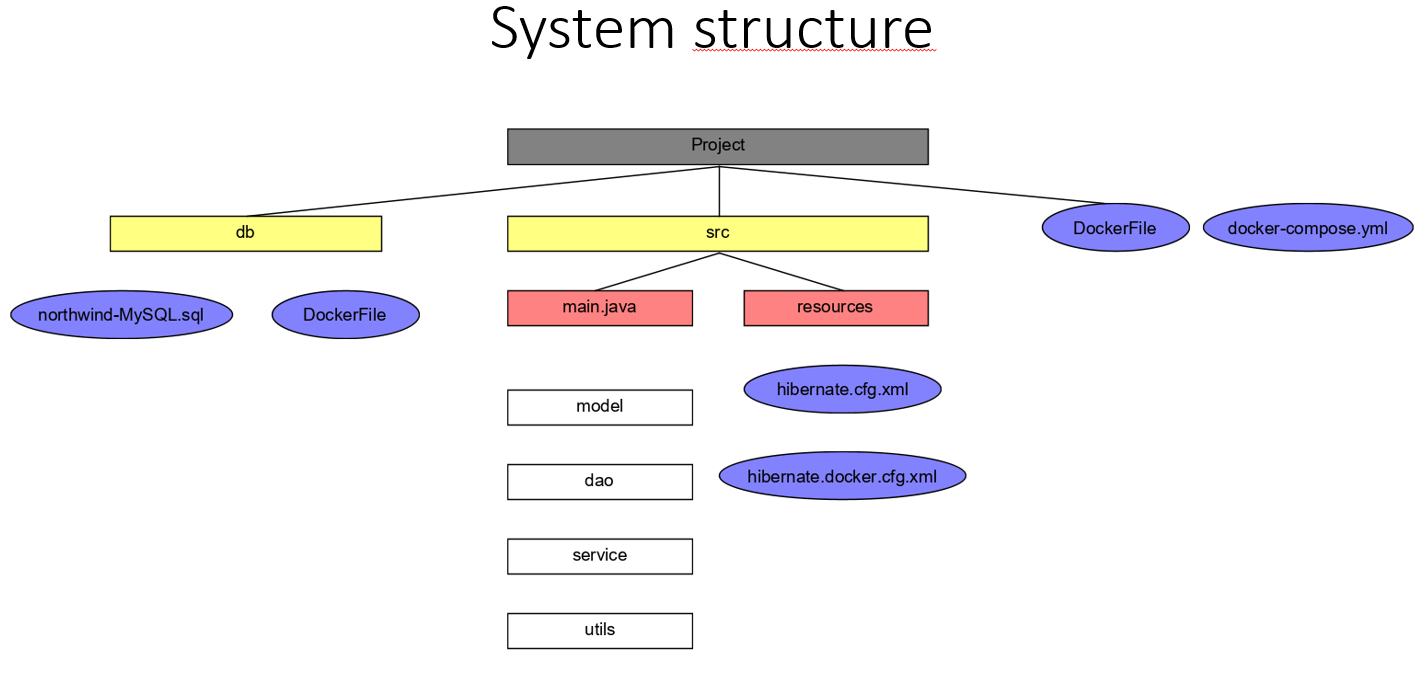 System structure
Project
db
src
DockerFile
docker-compose.yml
northwind-MySQL.sql
DockerFile
main.java
resources
hibernate.cfg.xml
model
hibernate.docker.cfg.xml
dao
service
utils